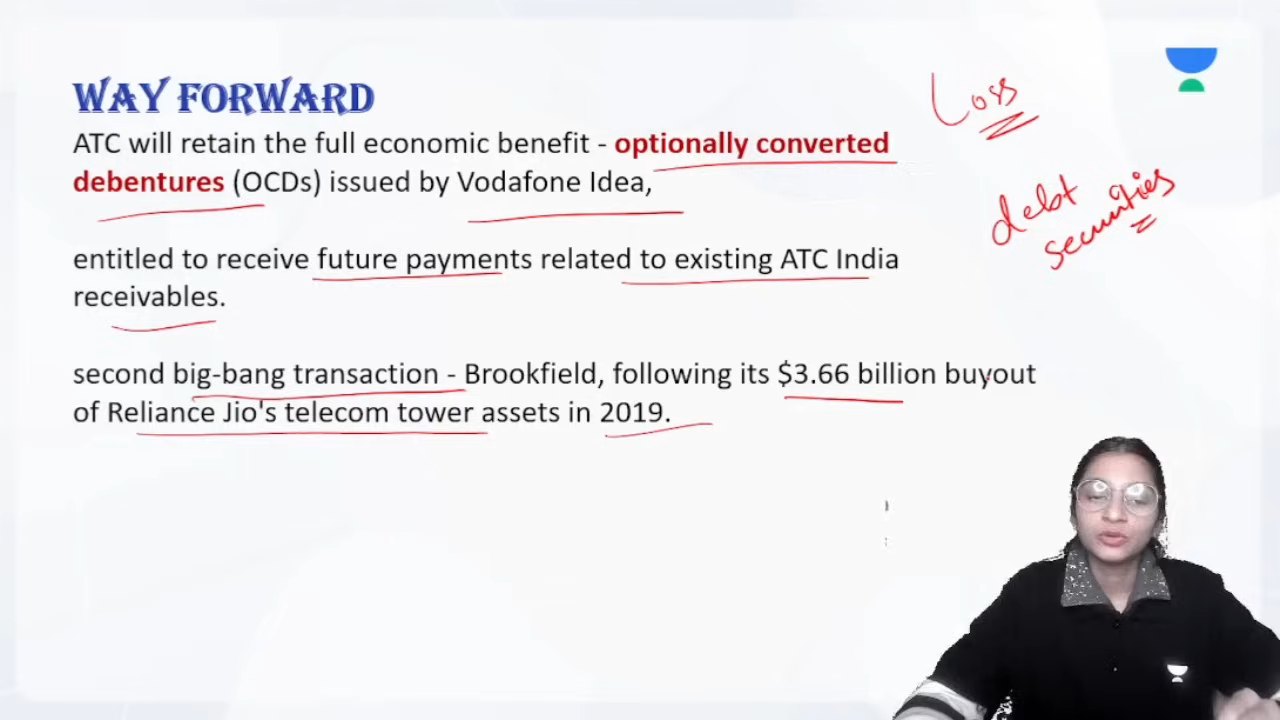 WAY FORWARD
Loss
ATC will retain the full economic benefit - optionally converted
debentures (OCDs) issued by Vodafone Idea,
debt
securities
entitled to receive future payments related to existing ATC India
receivables.
second big-bang transaction - Brookfield, following its $3.66 billion buyout
of Reliance Jio's telecom tower assets in 2019.